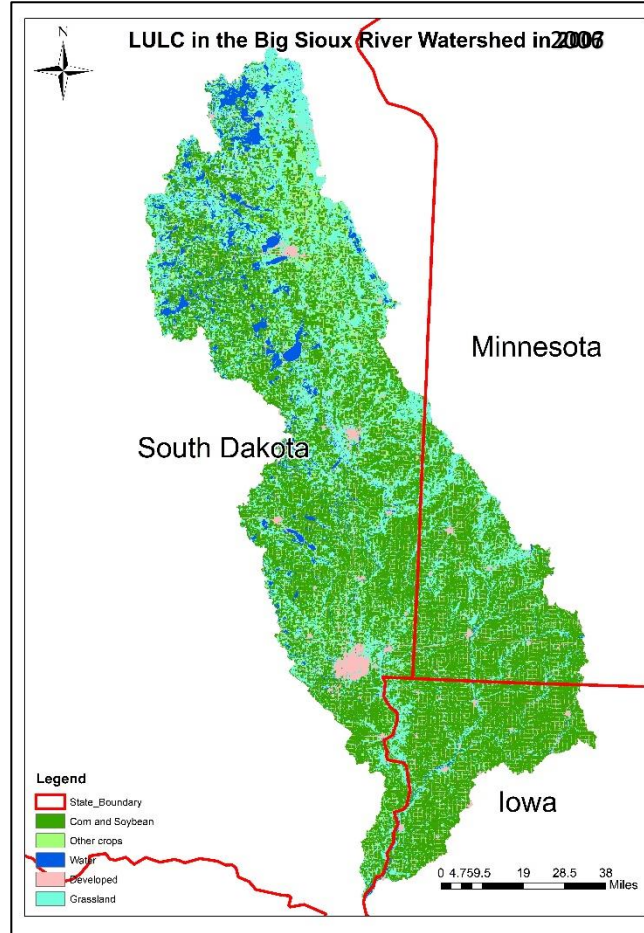 LULC in the Big Sioux River Watershed in
N
Minnesota
South Dakota
Iowa
Legend
State_Boundary
Corn and Soybean
Other crops
Water
Developed
Grassland
0 4.759.5 19 28.5 38
Miles